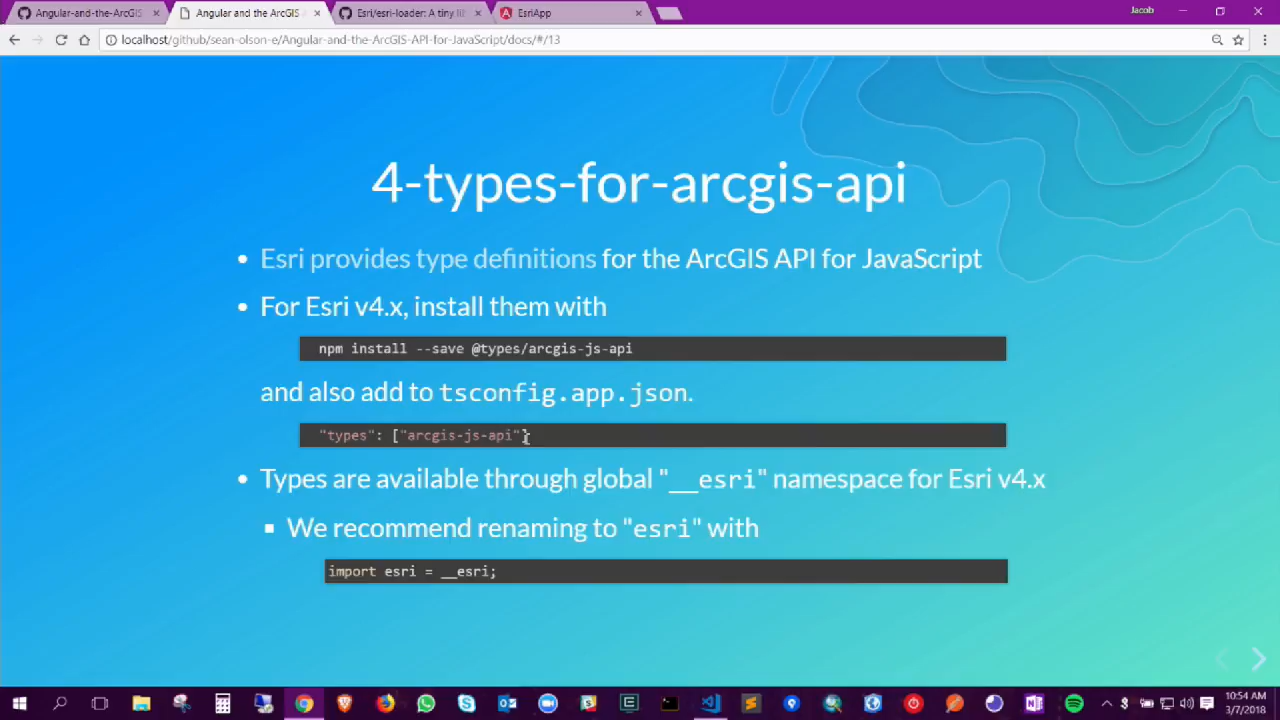 Angular-and-the-ArcGIS
Angular and the ArcGIS
Esri/esri-loader: A tiny
EsriApp
Jacob
localhost/github/sean-olson-e/Angular-and-the-ArcGIS-API-for-JavaScript/docs/#/13
4-types-for-arcgis-api
• Esri provides type definitions for the ArcGIS API for JavaScript
• For Esri v4.x, install them with
npm install --save @types/arcgis-js-api
and also add to tsconfig.app.json.
"types": ["arcgis-js-api"]
• Types are available through global "__esri" namespace for Esri v4.x
▪ We recommend renaming to "esri" with
import esri = __esri;
10:54 AM
3/7/2018